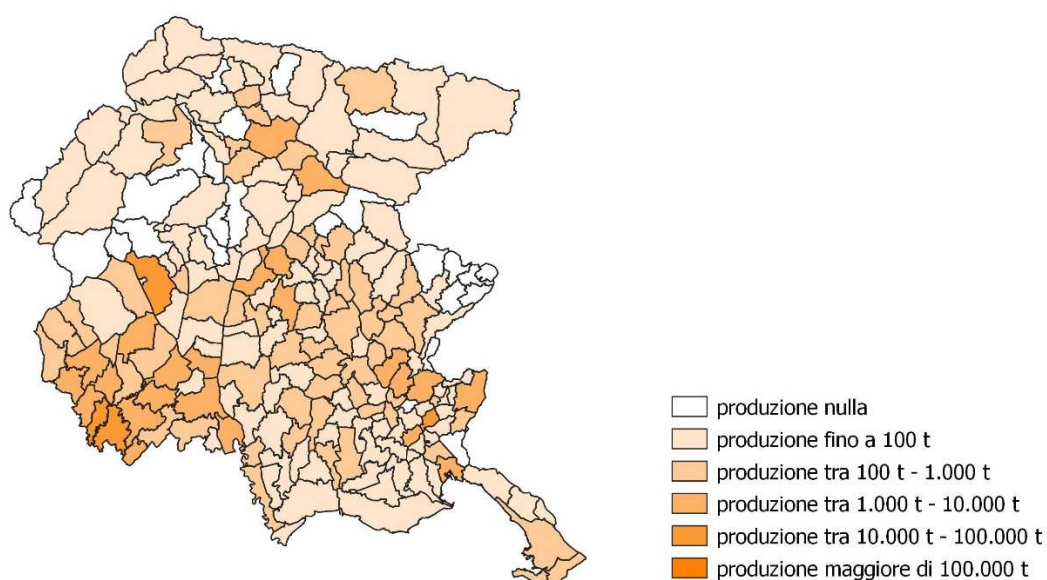 produzione nulla
produzione fino a 100 t
produzione tra 100 t - 1.000 t
produzione tra 1.000 t - 10.000 t
produzione tra 10.000 t - 100.000 t
produzione maggiore di 100.000 t